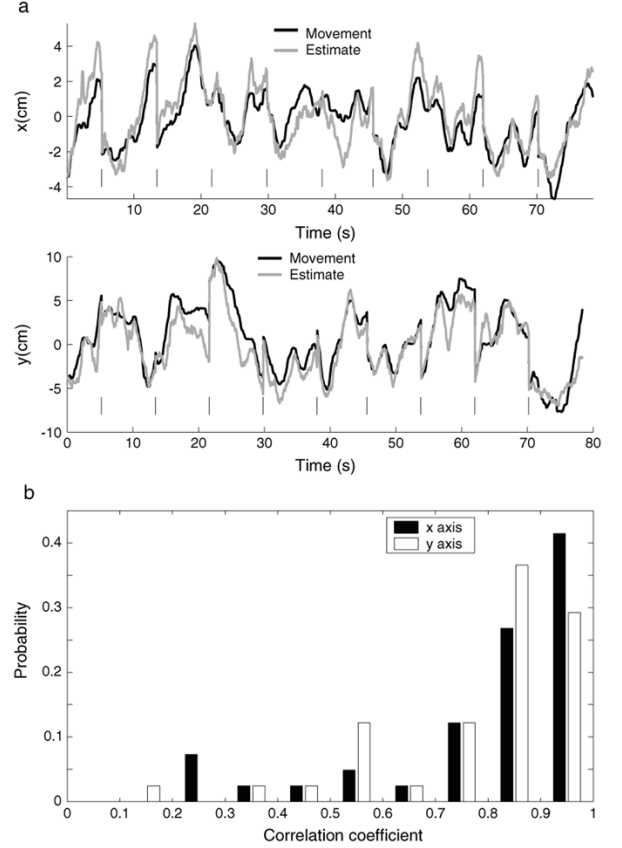 a
Movement
Estimate
4
2
0
-2
-4
x(cm)
10 20 30 40 50 60 70
Time (s)
Movement
Estimate
10
5
0
-5
-10
y(cm)
0 10 20 30 40 50 60 70 80
Time (s)
b
x axis
y axis
0.4
0.3
0.2
0.1
0
Probability
0 0.1 0.2 0.3 0.4 0.5 0.6 0.7 0.8 0.9 1
Correlation coefficient